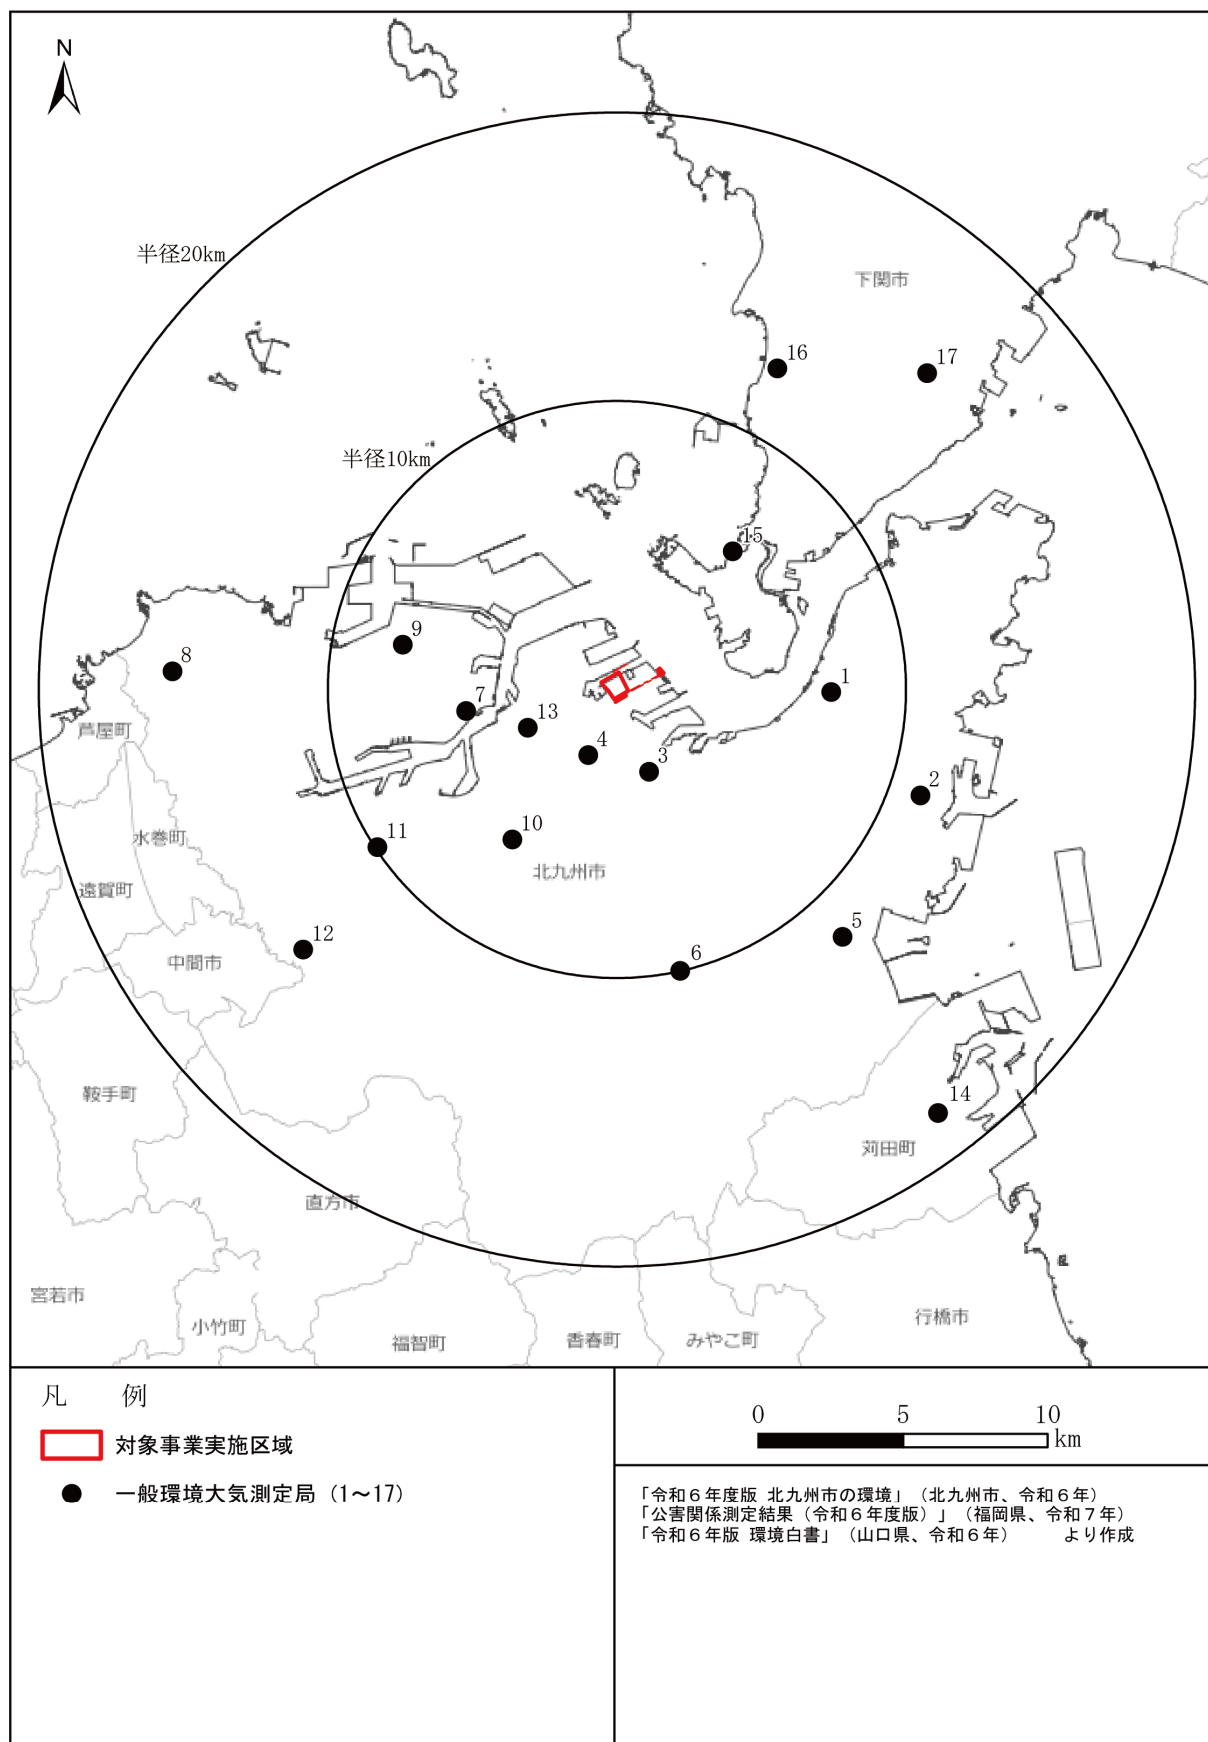 N
半径20km
下関市
16
17
半径10km
15
9
8
1
7
13
芦屋町
4
3
2
水巻町
11
10
北九州市
遠賀町
5
12
中間市
6
鞍手町
14
苅田町
直方市
宮若市
小竹町
福智町
香春町
みやこ町
行橋市
凡 例
対象事業実施区域
一般環境大気測定局（1～17）
0 5 10
km
「令和６年度版 北九州市の環境」（北九州市、令和６年）
「公害関係測定結果（令和６年度版）」（福岡県、令和７年）
「令和６年版 環境白書」（山口県、令和６年） より作成